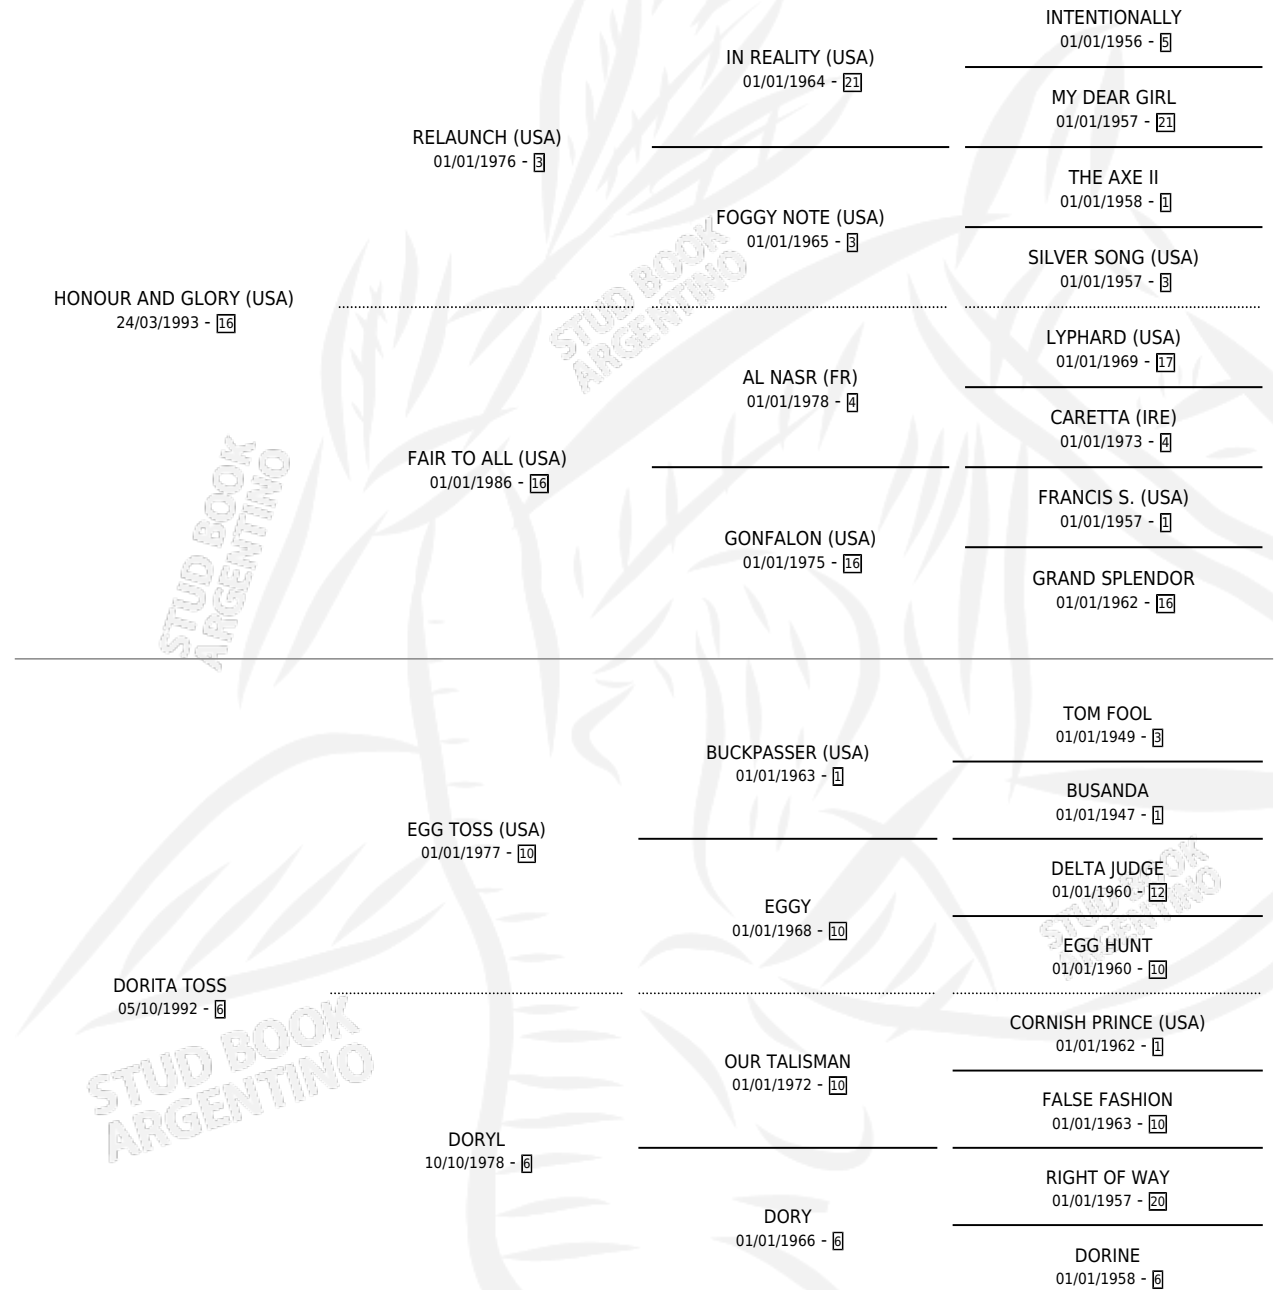 INTENTIONALLY
01/01/1956 - 5
IN REALITY (USA)
01/01/1964 - 21
MY DEAR GIRL
01/01/1957 - 21
RELAUNCH (USA)
01/01/1976 - 3
THE AXE II
01/01/1958 - 1
FOGGY NOTE (USA)
01/01/1965 - 3
SILVER SONG (USA)
01/01/1957 - 3
HONOUR AND GLORY (USA)
24/03/1993 - 16
LYPHARD (USA)
01/01/1969 - 17
AL NASR (FR)
01/01/1978 - 4
CARETTA (IRE)
01/01/1973 - 4
FAIR TO ALL (USA)
01/01/1986 - 16
FRANCIS S. (USA)
01/01/1957 - 1
GONFALON (USA)
01/01/1975 - 16
GRAND SPLENDOR
01/01/1962 - 16
TOM FOOL
01/01/1949 - 3
BUCKPASSER (USA)
01/01/1963 - 1
BUSANDA
01/01/1947 - 1
EGG TOSS (USA)
01/01/1977 - 10
DELTA JUDGE
01/01/1960 - 12
EGGY
01/01/1968 - 10
EGG HUNT
01/01/1960 - 10
DORITA TOSS
05/10/1992 - 6
CORNISH PRINCE (USA)
01/01/1962 - 1
OUR TALISMAN
01/01/1972 - 10
FALSE FASHION
01/01/1963 - 10
DORYL
10/10/1978 - 6
RIGHT OF WAY
01/01/1957 - 20
DORY
01/01/1966 - 6
DORINE
01/01/1958 - 6
STUD BOOK
ARGENTINO
STUD BOOK
ARGENTINO
STUD BOOK
ARGENTINO
STUD BOOK
ARGENTINO